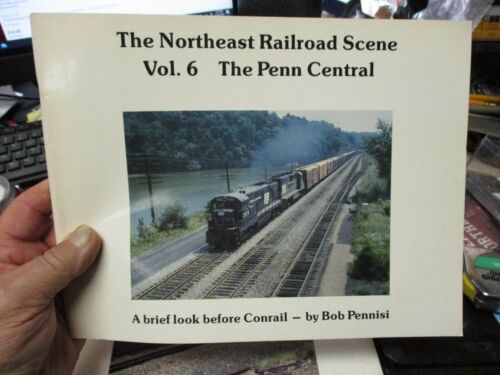 The Northeast Railroad Scene
Vol. 6 The Penn Central
A brief look before Conrail — by Bob Pennisi